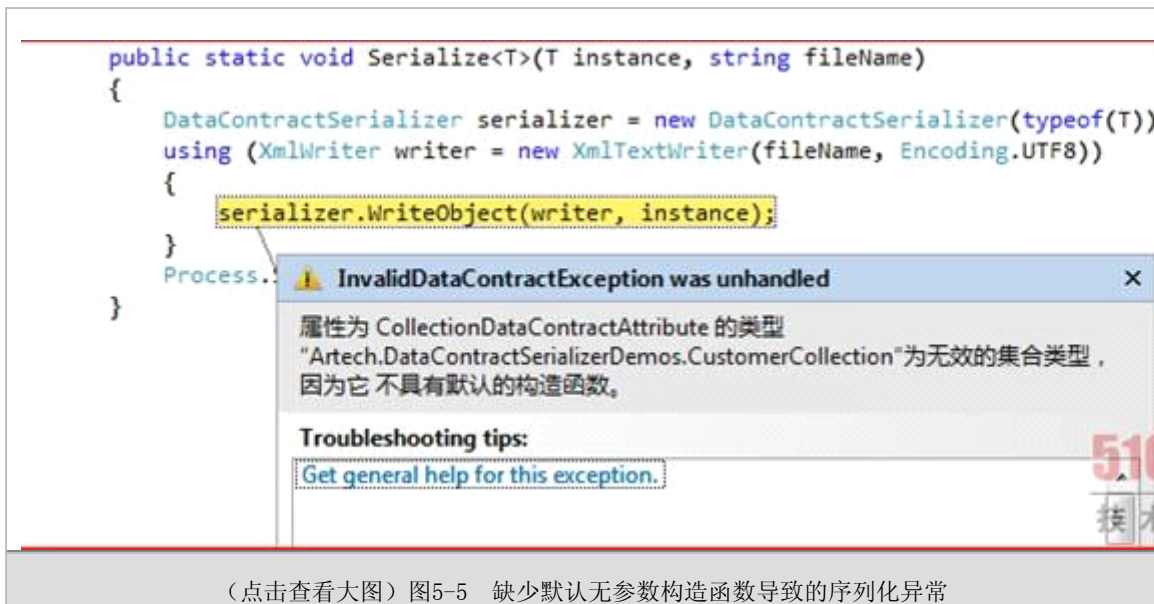 public static void Serialize<T>(T instance, string fileName)
{
DataContractSerializer serializer = new DataContractSerializer(typeof(T))
using (XmlWriter writer = new XmlTextWriter(fileName, Encoding.UTF8))
{
serializer.WriteObject(writer, instance);
}
Process.
}
InvalidDataContractException was unhandled
属性为 CollectionDataContractAttribute 的类型
"Artech.DataContractSerializerDemos.CustomerCollection"为无效的集合类型，
因为它 不具有默认的构造函数。
Troubleshooting tips:
Get general help for this exception.
510
技术
（点击查看大图）图5-5 缺少默认无参数构造函数导致的序列化异常